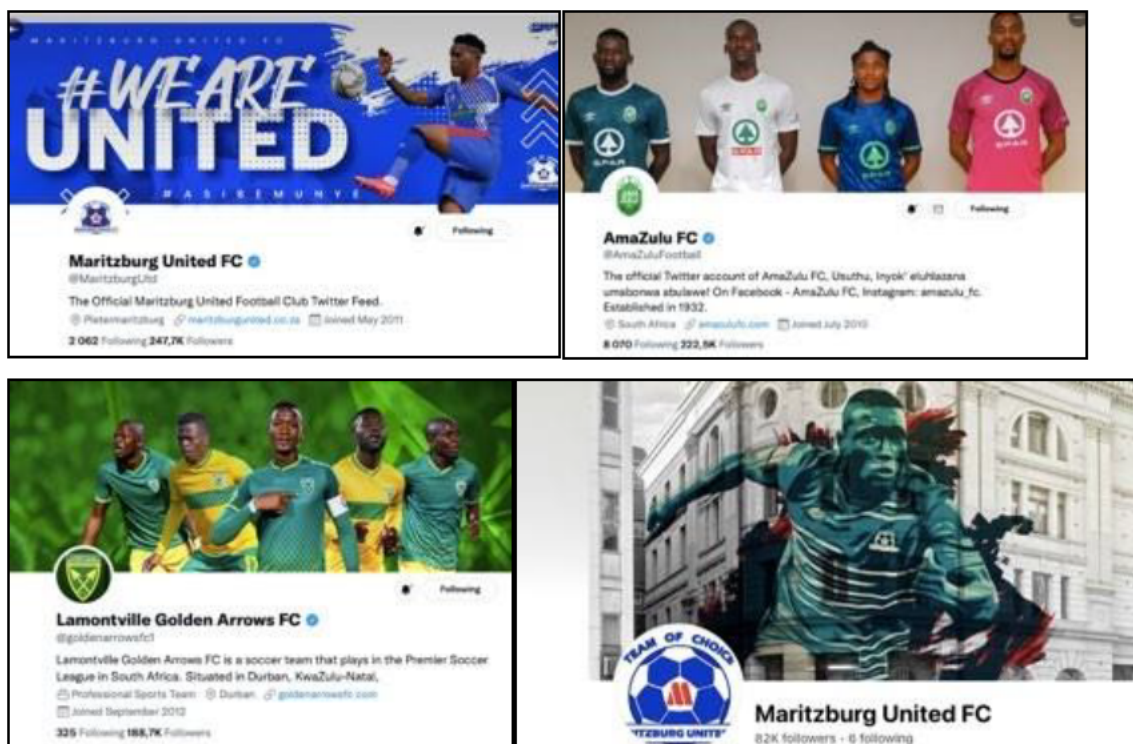 MARITZBURG UNITED FC
#WE ARE
UNITED
#ASIBEMUNYE
Following
Maritzburg United FC
@MaritzburgUtd
The Official Maritzburg United Football Club Twitter Feed.
Pietermaritzburg maritzburgunited.co.za Joined May 2011
2 062 Following 247,7K Followers
SPAR
SPAR
Following
AmaZulu FC
@AmaZuluFootball
The official Twitter account of AmaZulu FC, Usuthu, Inyok' eluhlazana
umabonwa abulawe! On Facebook - AmaZulu FC, Instagram: amazulu_fc.
Established in 1932.
South Africa amazulufc.com Joined July 2010
8 070 Following 222,5K Followers
Following
Lamontville Golden Arrows FC
@goldenarrowsfc1
Lamontville Golden Arrows FC is a soccer team that plays in the Premier Soccer
League in South Africa. Situated in Durban, KwaZulu-Natal,
Professional Sports Team Durban goldenarrowsfc.com
Joined September 2012
325 Following 188,7K Followers
TEAM OF CHOICE
Maritzburg United FC
82K followers • 6 following